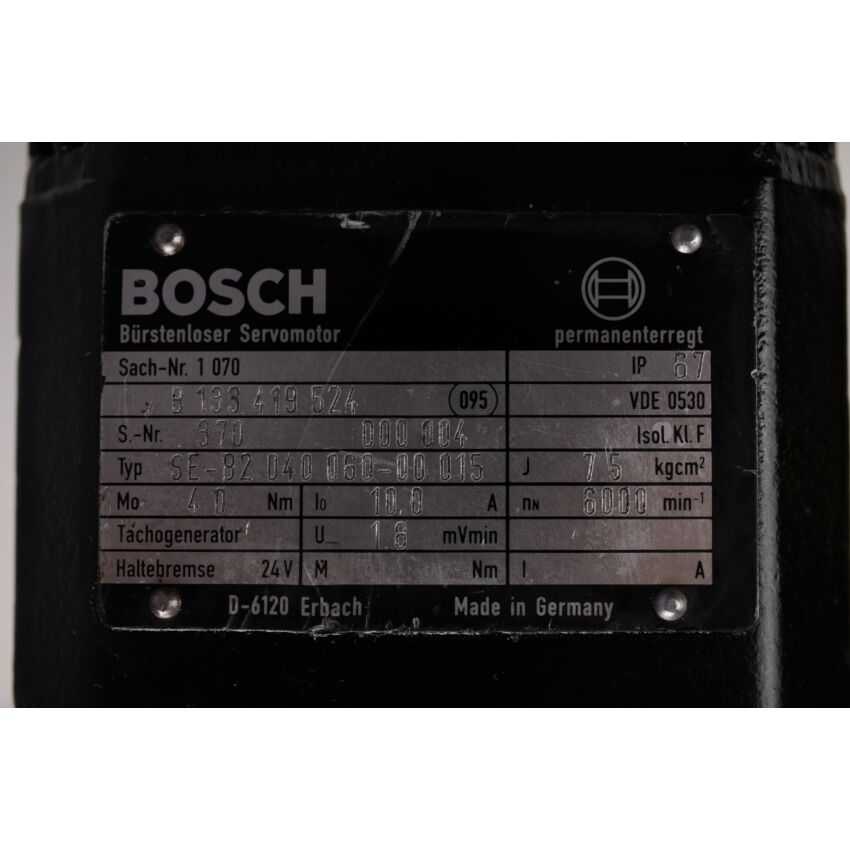 BOSCH
Bürstenloser Servomotor permanenterregt
Sach-Nr. 1 070 IP 67
B 133 419 524 095 VDE 0530
S.-Nr. 370 000 004 Isol. Kl. F
Typ SE-B2 040 060-00 015 J 7.5 kgcm²
Mo 4.0 Nm I₀ 10,0 A nN 6000 min⁻¹
Tachogenerator U_ 1.8 mVmin
Haltebremse 24V M Nm I A
D-6120 Erbach Made in Germany